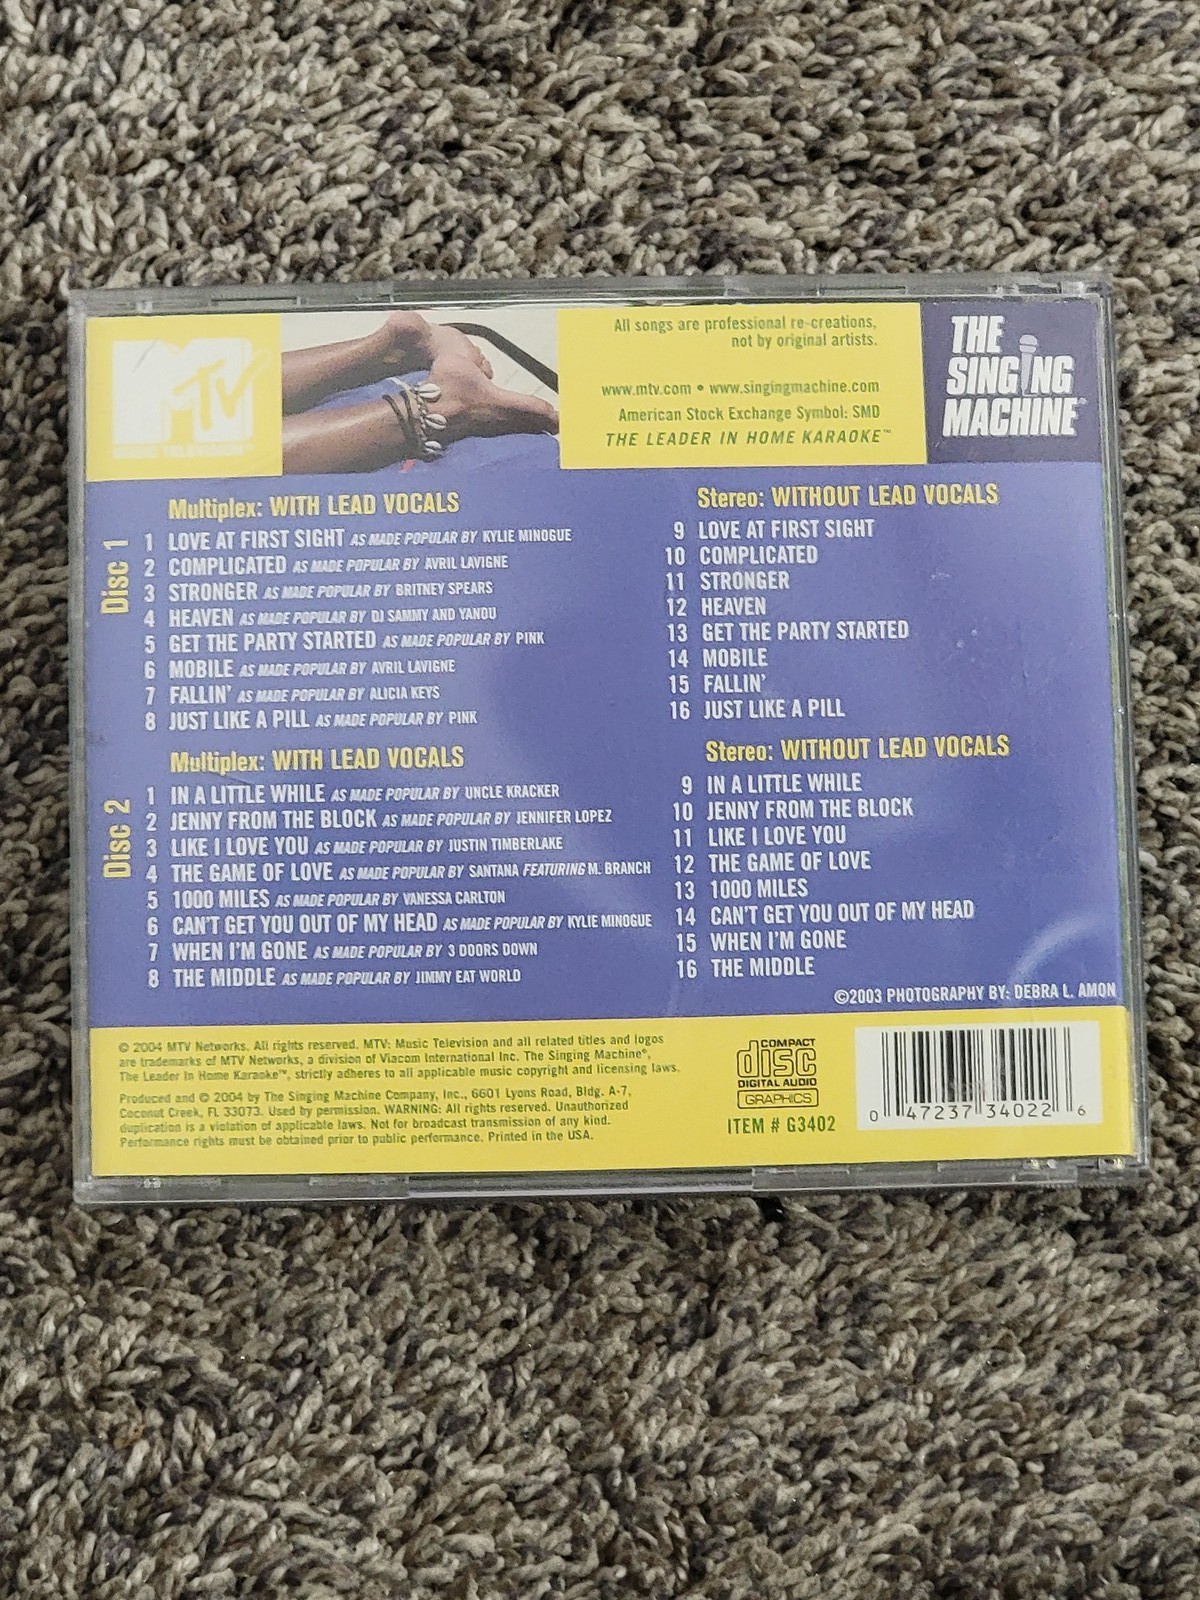 MTV
MUSIC TELEVISION®
All songs are professional re-creations,
not by original artists.
www.mtv.com • www.singingmachine.com
American Stock Exchange Symbol: SMD
THE LEADER IN HOME KARAOKE™
THE
SINGING
MACHINE®
Disc 1
Multiplex: WITH LEAD VOCALS
1 LOVE AT FIRST SIGHT AS MADE POPULAR BY KYLIE MINOGUE
2 COMPLICATED AS MADE POPULAR BY AVRIL LAVIGNE
3 STRONGER AS MADE POPULAR BY BRITNEY SPEARS
4 HEAVEN AS MADE POPULAR BY DJ SAMMY AND YANOU
5 GET THE PARTY STARTED AS MADE POPULAR BY PINK
6 MOBILE AS MADE POPULAR BY AVRIL LAVIGNE
7 FALLIN' AS MADE POPULAR BY ALICIA KEYS
8 JUST LIKE A PILL AS MADE POPULAR BY PINK
Stereo: WITHOUT LEAD VOCALS
9 LOVE AT FIRST SIGHT
10 COMPLICATED
11 STRONGER
12 HEAVEN
13 GET THE PARTY STARTED
14 MOBILE
15 FALLIN'
16 JUST LIKE A PILL
Disc 2
Multiplex: WITH LEAD VOCALS
1 IN A LITTLE WHILE AS MADE POPULAR BY UNCLE KRACKER
2 JENNY FROM THE BLOCK AS MADE POPULAR BY JENNIFER LOPEZ
3 LIKE I LOVE YOU AS MADE POPULAR BY JUSTIN TIMBERLAKE
4 THE GAME OF LOVE AS MADE POPULAR BY SANTANA FEATURING M. BRANCH
5 1000 MILES AS MADE POPULAR BY VANESSA CARLTON
6 CAN'T GET YOU OUT OF MY HEAD AS MADE POPULAR BY KYLIE MINOGUE
7 WHEN I'M GONE AS MADE POPULAR BY 3 DOORS DOWN
8 THE MIDDLE AS MADE POPULAR BY JIMMY EAT WORLD
Stereo: WITHOUT LEAD VOCALS
9 IN A LITTLE WHILE
10 JENNY FROM THE BLOCK
11 LIKE I LOVE YOU
12 THE GAME OF LOVE
13 1000 MILES
14 CAN'T GET YOU OUT OF MY HEAD
15 WHEN I'M GONE
16 THE MIDDLE
©2003 PHOTOGRAPHY BY: DEBRA L. AMON
© 2004 MTV Networks. All rights reserved. MTV: Music Television and all related titles and logos
are trademarks of MTV Networks, a division of Viacom International Inc. The Singing Machine®,
The Leader In Home Karaoke™, strictly adheres to all applicable music copyright and licensing laws.
Produced and © 2004 by The Singing Machine Company, Inc., 6601 Lyons Road, Bldg. A-7,
Coconut Creek, FL 33073. Used by permission. WARNING: All rights reserved. Unauthorized
duplication is a violation of applicable laws. Not for broadcast transmission of any kind.
Performance rights must be obtained prior to public performance. Printed in the USA.
COMPACT
disc
DIGITAL AUDIO
GRAPHICS
ITEM # G3402
0 47237 34022 6